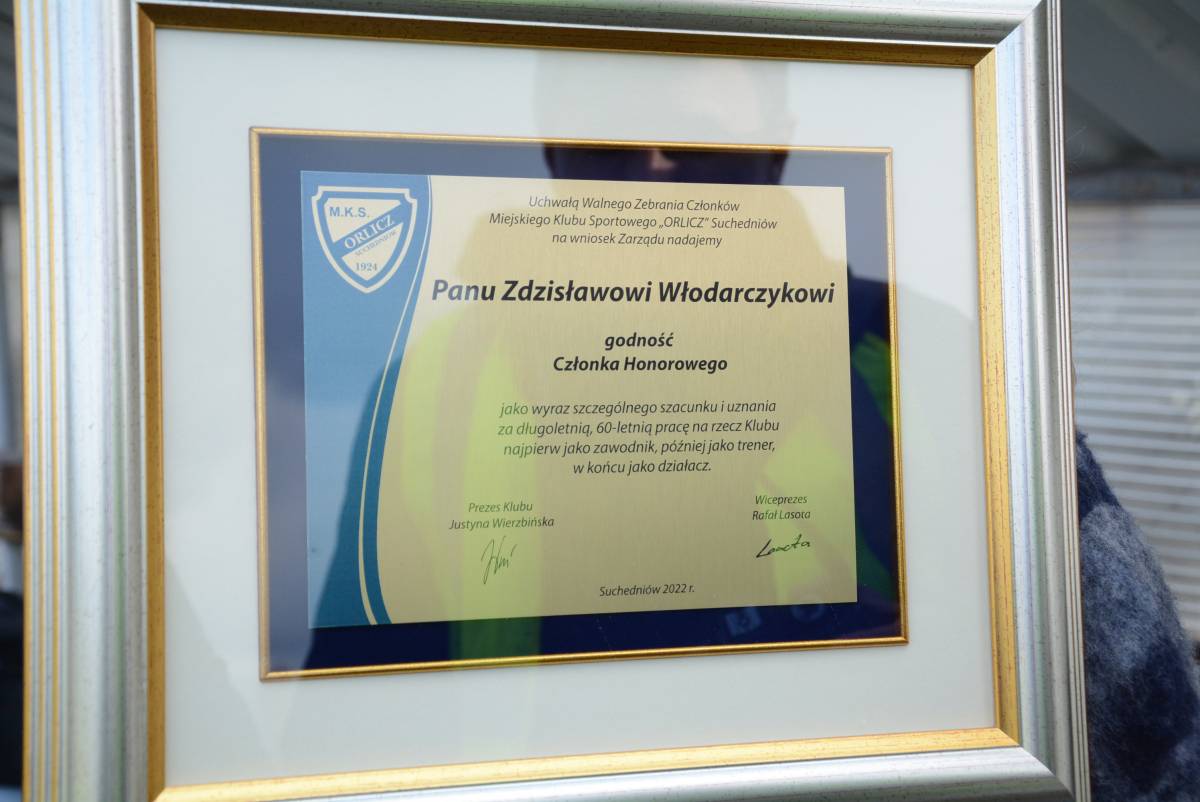 M.K.S.
ORLICZ
SUCHEDNIÓW
1924
Uchwałą Walnego Zebrania Członków
Miejskiego Klubu Sportowego „ORLICZ” Suchedniów
na wniosek Zarządu nadajemy
Panu Zdzisławowi Włodarczykowi
godność
Członka Honorowego
jako wyraz szczególnego szacunku i uznania
za długoletnią, 60-letnią pracę na rzecz Klubu
najpierw jako zawodnik, później jako trener,
w końcu jako działacz.
Prezes Klubu
Justyna Wierzbińska
Wiceprezes
Rafał Lasota
Lasota
Suchedniów 2022 r.